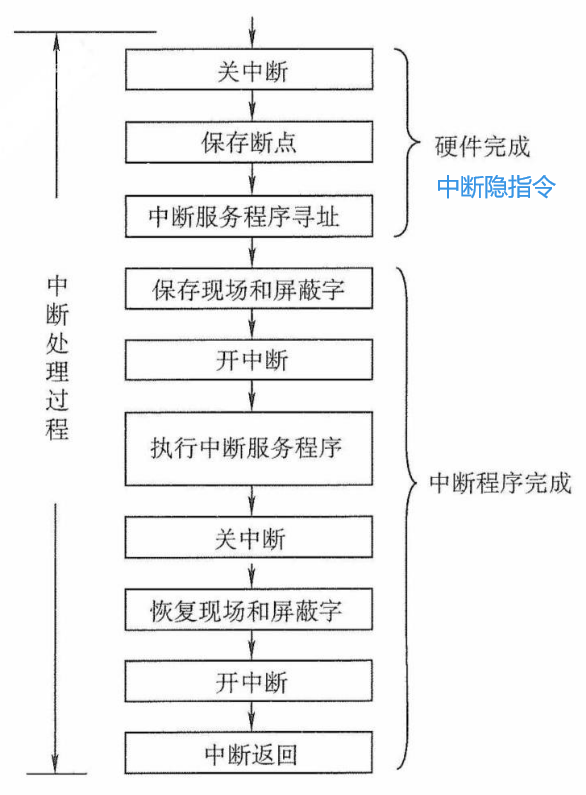 关中断
保存断点
中断服务程序寻址
硬件完成
中断隐指令
中断处理过程
保存现场和屏蔽字
开中断
执行中断服务程序
关中断
恢复现场和屏蔽字
开中断
中断返回
中断程序完成